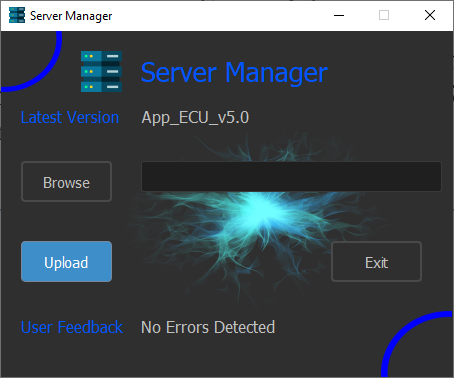 Server Manager
Server Manager
Latest Version App_ECU_v5.0
Browse
Upload Exit
User Feedback No Errors Detected